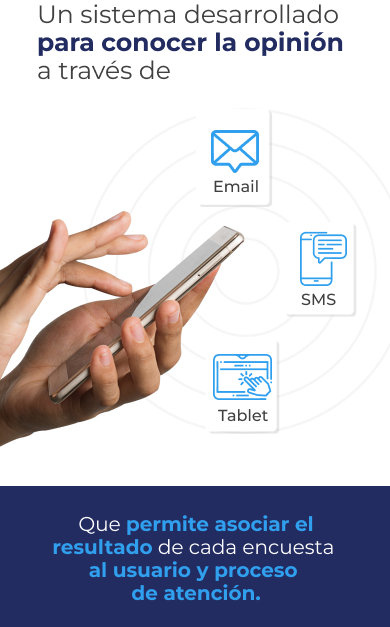 Un sistema desarrollado
para conocer la opinión
a través de
Email
SMS
Tablet
Que permite asociar el
resultado de cada encuesta
al usuario y proceso
de atención.